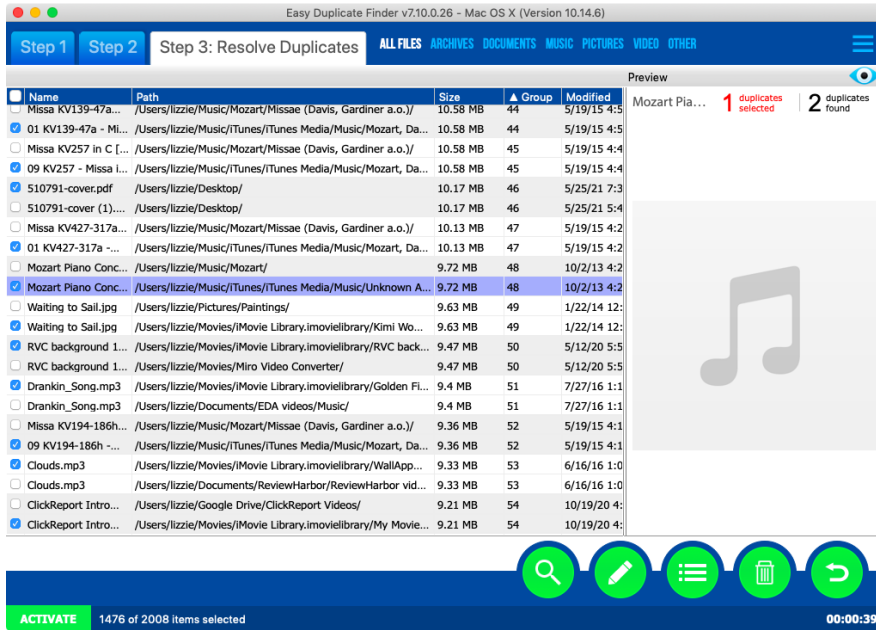 Easy Duplicate Finder v7.10.0.26 - Mac OS X (Version 10.14.6)
Step 1 Step 2 Step 3: Resolve Duplicates ALL FILES ARCHIVES DOCUMENTS MUSIC PICTURES VIDEO OTHER
Preview
Name Path Size ▲ Group Modified
Missa KV139-47a... /Users/lizzie/Music/Mozart/Missae (Davis, Gardiner a.o.)/ 10.58 MB 44 5/19/15 4:5
01 KV139-47a - Mi... /Users/lizzie/Music/iTunes/iTunes Media/Music/Mozart, Da... 10.58 MB 44 5/19/15 4:5
Missa KV257 in C [... /Users/lizzie/Music/Mozart/Missae (Davis, Gardiner a.o.)/ 10.58 MB 45 5/19/15 4:4
09 KV257 - Missa i... /Users/lizzie/Music/iTunes/iTunes Media/Music/Mozart, Da... 10.58 MB 45 5/19/15 4:4
510791-cover.pdf /Users/lizzie/Desktop/ 10.17 MB 46 5/25/21 7:3
510791-cover (1).... /Users/lizzie/Desktop/ 10.17 MB 46 5/25/21 5:4
Missa KV427-317a... /Users/lizzie/Music/Mozart/Missae (Davis, Gardiner a.o.)/ 10.13 MB 47 5/19/15 4:2
01 KV427-317a -... /Users/lizzie/Music/iTunes/iTunes Media/Music/Mozart, Da... 10.13 MB 47 5/19/15 4:2
Mozart Piano Conc... /Users/lizzie/Music/Mozart/ 9.72 MB 48 10/2/13 4:2
Mozart Piano Conc... /Users/lizzie/Music/iTunes/iTunes Media/Music/Unknown A... 9.72 MB 48 10/2/13 4:2
Waiting to Sail.jpg /Users/lizzie/Pictures/Paintings/ 9.63 MB 49 1/22/14 12:
Waiting to Sail.jpg /Users/lizzie/Movies/iMovie Library.imovielibrary/Kimi Wo... 9.63 MB 49 1/22/14 12:
RVC background 1... /Users/lizzie/Movies/iMovie Library.imovielibrary/RVC back... 9.47 MB 50 5/12/20 5:5
RVC background 1... /Users/lizzie/Movies/Miro Video Converter/ 9.47 MB 50 5/12/20 5:5
Drankin_Song.mp3 /Users/lizzie/Movies/iMovie Library.imovielibrary/Golden Fi... 9.4 MB 51 7/27/16 1:1
Drankin_Song.mp3 /Users/lizzie/Documents/EDA videos/Music/ 9.4 MB 51 7/27/16 1:1
Missa KV194-186h... /Users/lizzie/Music/Mozart/Missae (Davis, Gardiner a.o.)/ 9.36 MB 52 5/19/15 4:1
09 KV194-186h -... /Users/lizzie/Music/iTunes/iTunes Media/Music/Mozart, Da... 9.36 MB 52 5/19/15 4:1
Clouds.mp3 /Users/lizzie/Movies/iMovie Library.imovielibrary/WallApp... 9.33 MB 53 6/16/16 1:0
Clouds.mp3 /Users/lizzie/Documents/ReviewHarbor/ReviewHarbor vid... 9.33 MB 53 6/16/16 1:0
ClickReport Intro... /Users/lizzie/Google Drive/ClickReport Videos/ 9.21 MB 54 10/19/20 4:
ClickReport Intro... /Users/lizzie/Movies/iMovie Library.imovielibrary/My Movie... 9.21 MB 54 10/19/20 4:
Mozart Pia... 1 duplicates selected 2 duplicates found
ACTIVATE 1476 of 2008 items selected 00:00:39